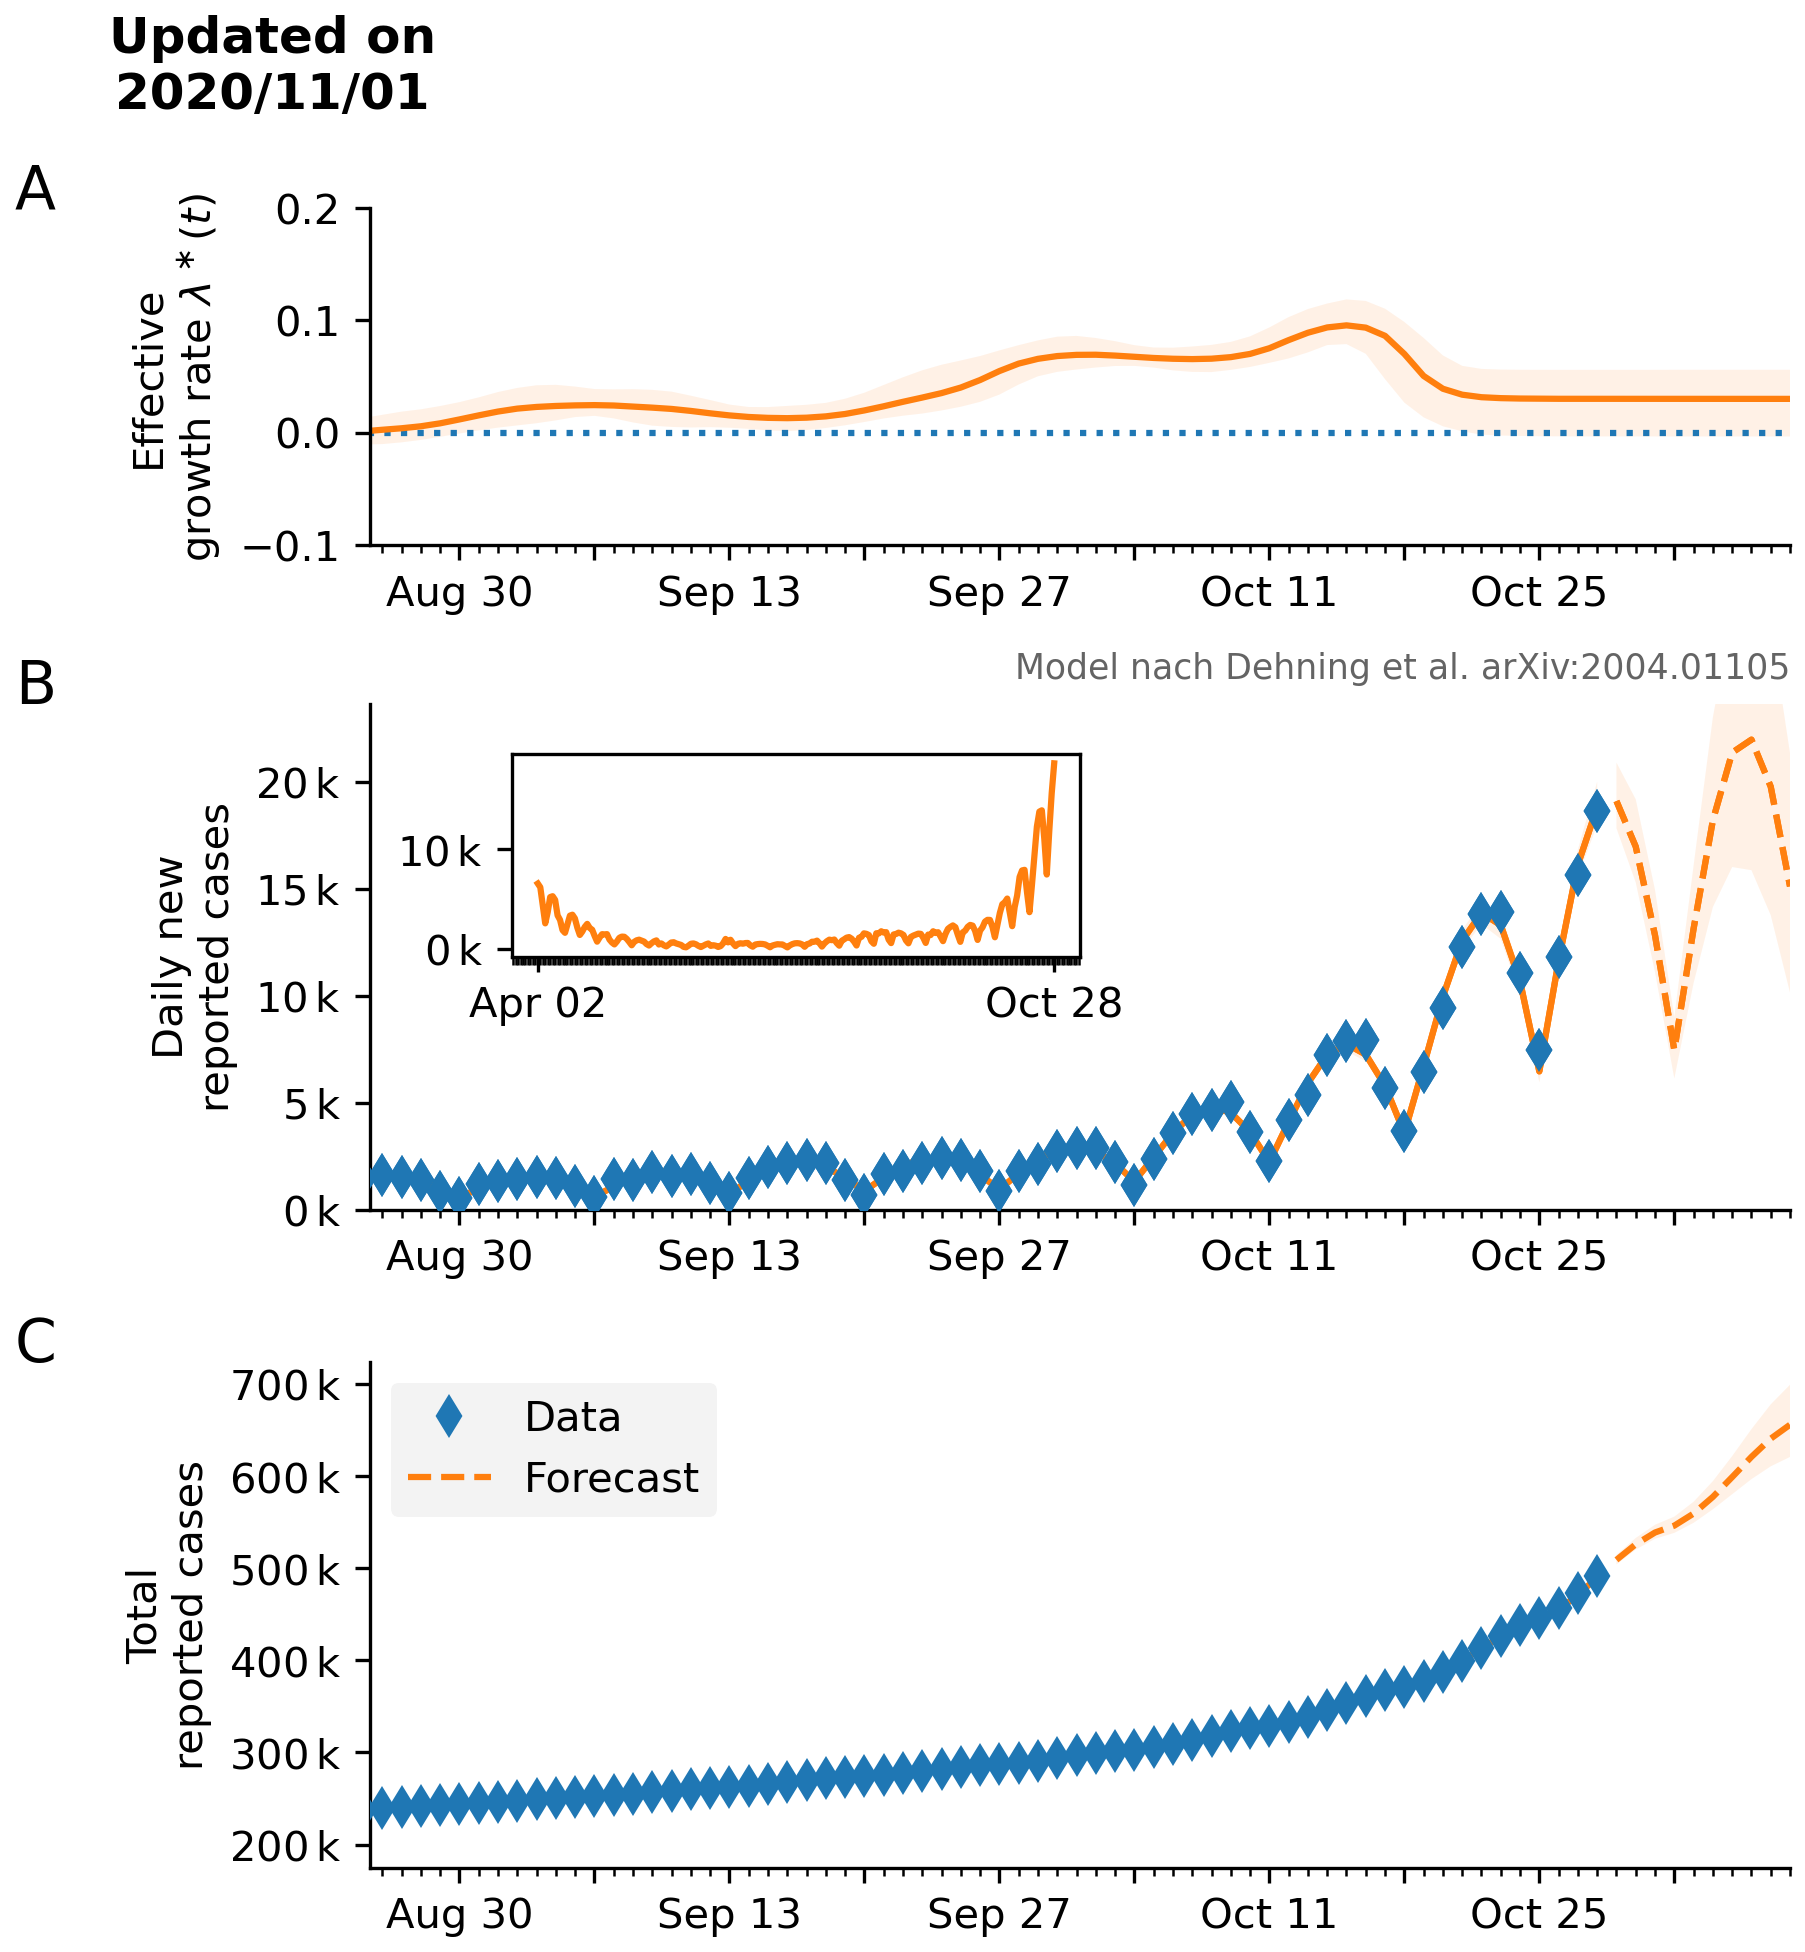 Updated on
2020/11/01
A
Effective
growth rate λ * (t)
0.2
0.1
0.0
−0.1
Aug 30
Sep 13
Sep 27
Oct 11
Oct 25
B
Model nach Dehning et al. arXiv:2004.01105
Daily new
reported cases
20 k
15 k
10 k
5 k
0 k
10 k
0 k
Apr 02
Oct 28
Aug 30
Sep 13
Sep 27
Oct 11
Oct 25
C
Total
reported cases
700 k
600 k
500 k
400 k
300 k
200 k
Data
Forecast
Aug 30
Sep 13
Sep 27
Oct 11
Oct 25